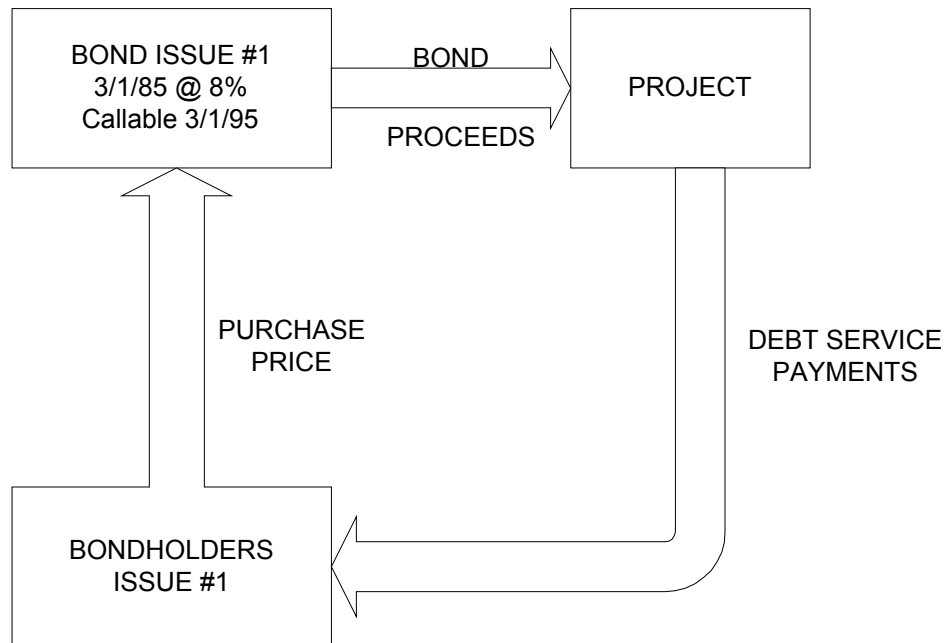 BOND ISSUE #1
3/1/85 @ 8%
Callable 3/1/95
BOND
PROCEEDS
PROJECT
PURCHASE
PRICE
DEBT SERVICE
PAYMENTS
BONDHOLDERS
ISSUE #1